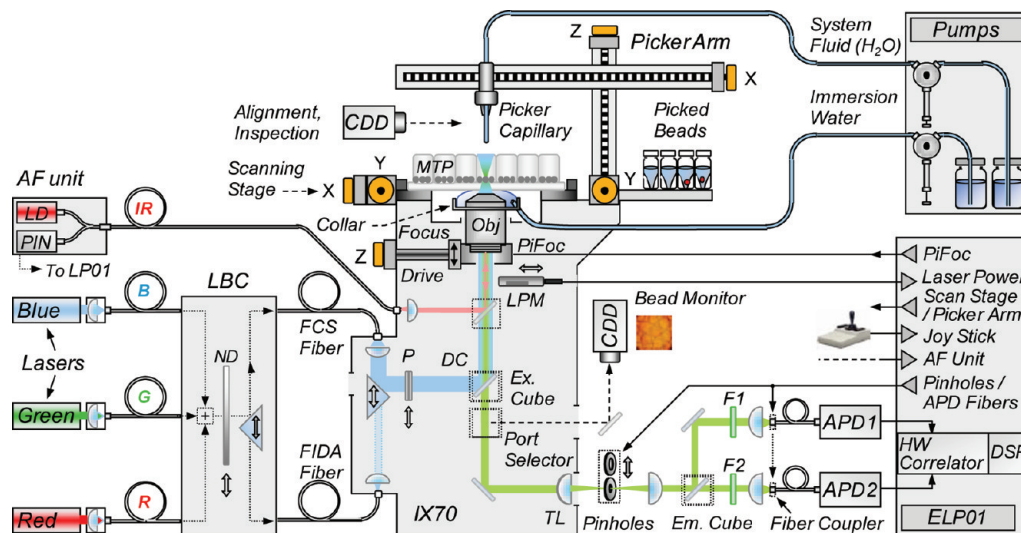 System
Fluid (H2O)
Pumps
Z
Picker Arm
X
Alignment,
Inspection
CDD
Picker
Capillary
Picked
Beads
Immersion
Water
Scanning
Stage
X
Y
MTP
Y
AF unit
LD
PIN
IR
To LP01
Collar
Focus
Obj
Z
Drive
PiFoc
LPM
Bead Monitor
CDD
PiFoc
Laser Power
Scan Stage
/ Picker Arm
Joy Stick
AF Unit
Pinholes /
APD Fibers
LBC
Blue
B
Lasers
ND
Green
G
Red
R
FCS
Fiber
P
DC
Ex.
Cube
Port
Selector
FIDA
Fiber
IX70
TL
Pinholes
F1
F2
Em. Cube
Fiber Coupler
APD1
APD2
HW
Correlator
DSP
ELP01